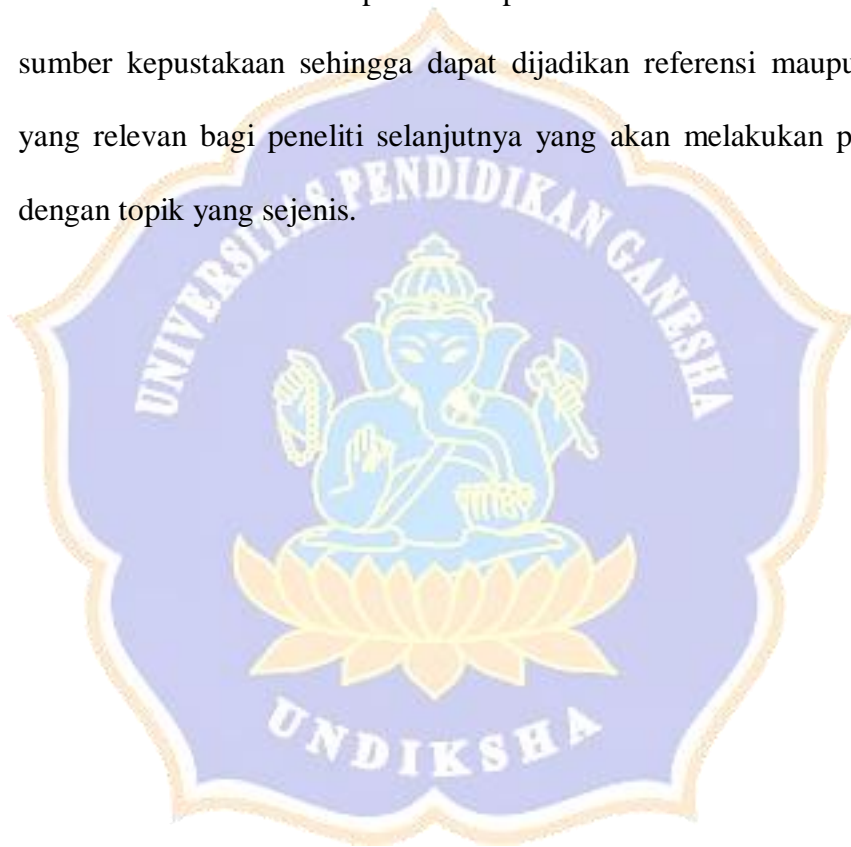 sumber kepustakaan sehingga dapat dijadikan referensi
yang relevan bagi peneliti selanjutnya yang akan melakukan
dengan topik yang sejenis.
UNIVERSITAS PENDIDIKAN GANESHA
UNDIKSHA